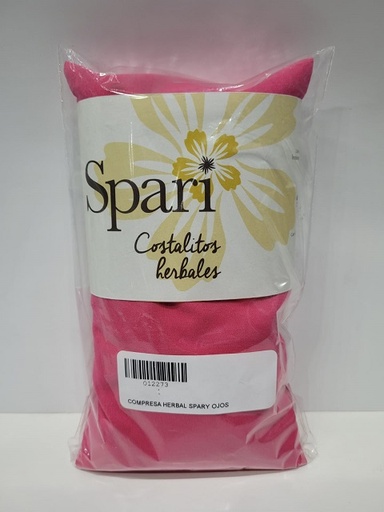 Spari
Costalitos
herbales
012273
COMPRESA HERBAL SPARY OJOS